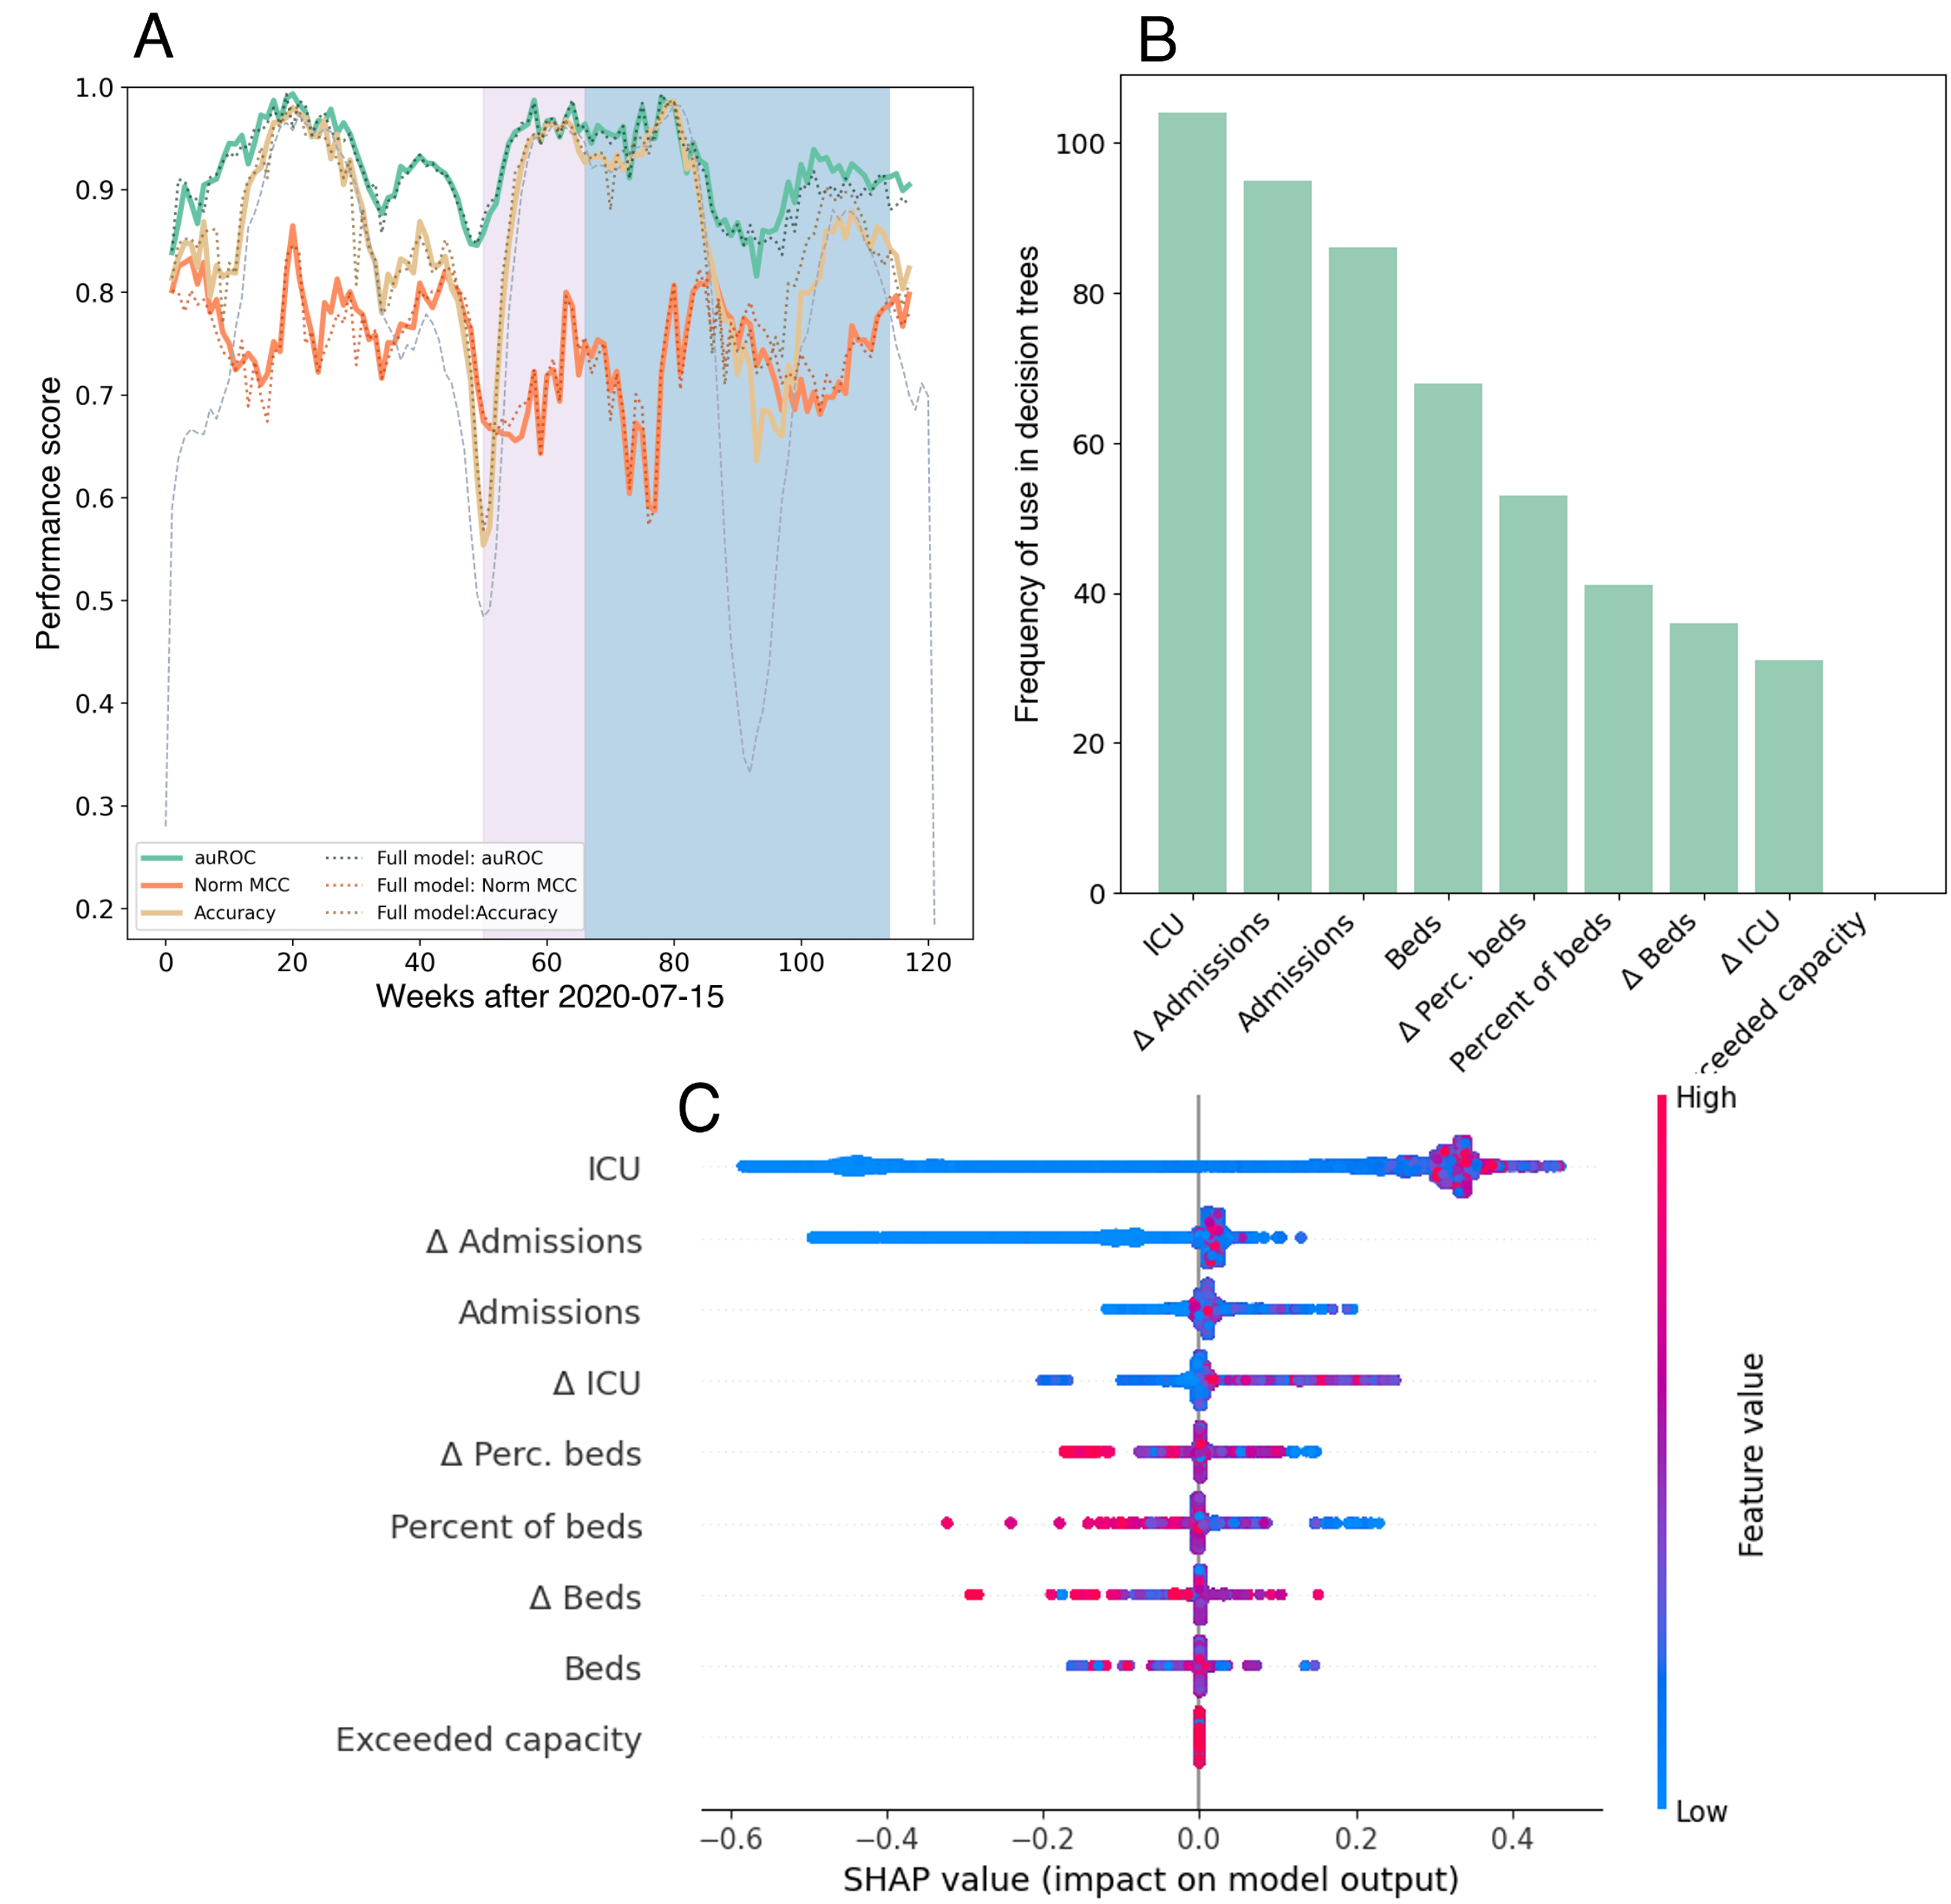 A
1.0
0.9
0.8
0.7
0.6
0.5
0.4
0.3
0.2
Performance score
auROC
Norm MCC
Accuracy
Full model: auROC
Full model: Norm MCC
Full model:Accuracy
0 20 40 60 80 100 120
Weeks after 2020-07-15
B
100
80
60
40
20
0
Frequency of use in decision trees
ICU
Δ Admissions
Admissions
Beds
Δ Perc. beds
Percent of beds
Δ Beds
Δ ICU
ceeded capacity
C
ICU
Δ Admissions
Admissions
Δ ICU
Δ Perc. beds
Percent of beds
Δ Beds
Beds
Exceeded capacity
−0.6 −0.4 −0.2 0.0 0.2 0.4
SHAP value (impact on model output)
High
Feature value
Low